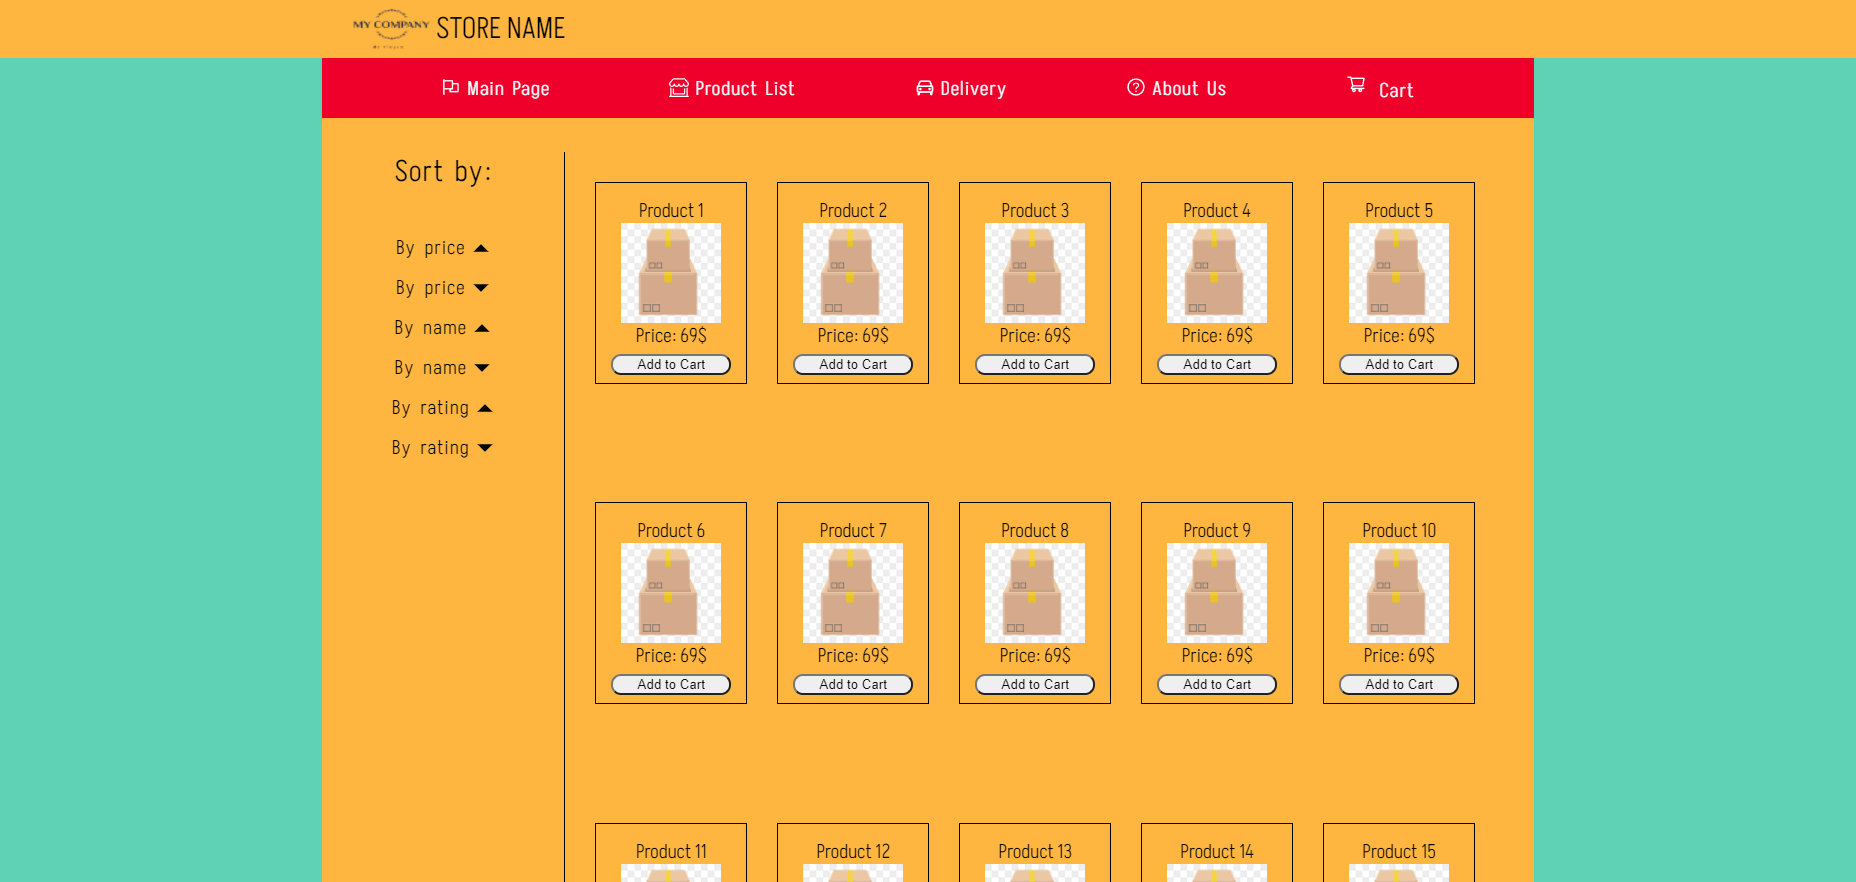 MY COMPANY
STORE NAME
Main Page
Product List
Delivery
About Us
Cart
Sort by:
By price
By price
By name
By name
By rating
By rating
Product 1
Price: 69$
Add to Cart
Product 2
Price: 69$
Add to Cart
Product 3
Price: 69$
Add to Cart
Product 4
Price: 69$
Add to Cart
Product 5
Price: 69$
Add to Cart
Product 6
Price: 69$
Add to Cart
Product 7
Price: 69$
Add to Cart
Product 8
Price: 69$
Add to Cart
Product 9
Price: 69$
Add to Cart
Product 10
Price: 69$
Add to Cart
Product 11
Product 12
Product 13
Product 14
Product 15